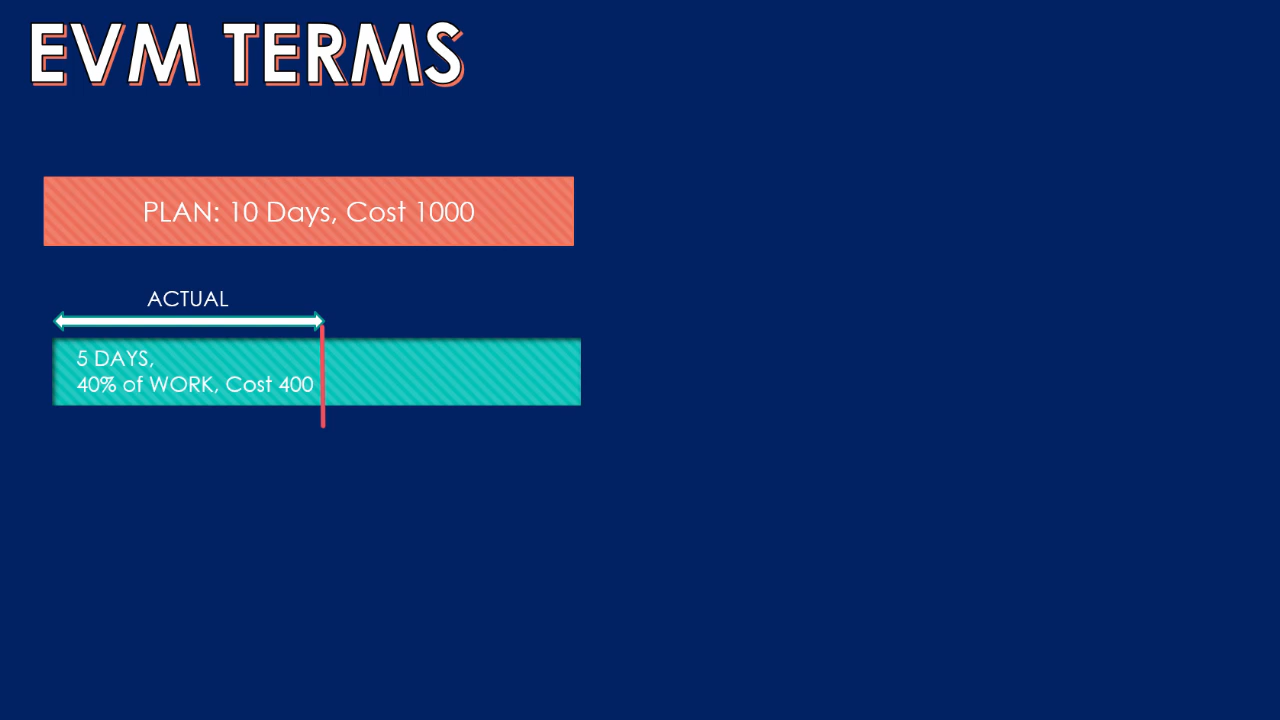 EVM TERMS
PLAN: 10 Days, Cost 1000
ACTUAL
5 DAYS,
40% of WORK, Cost 400